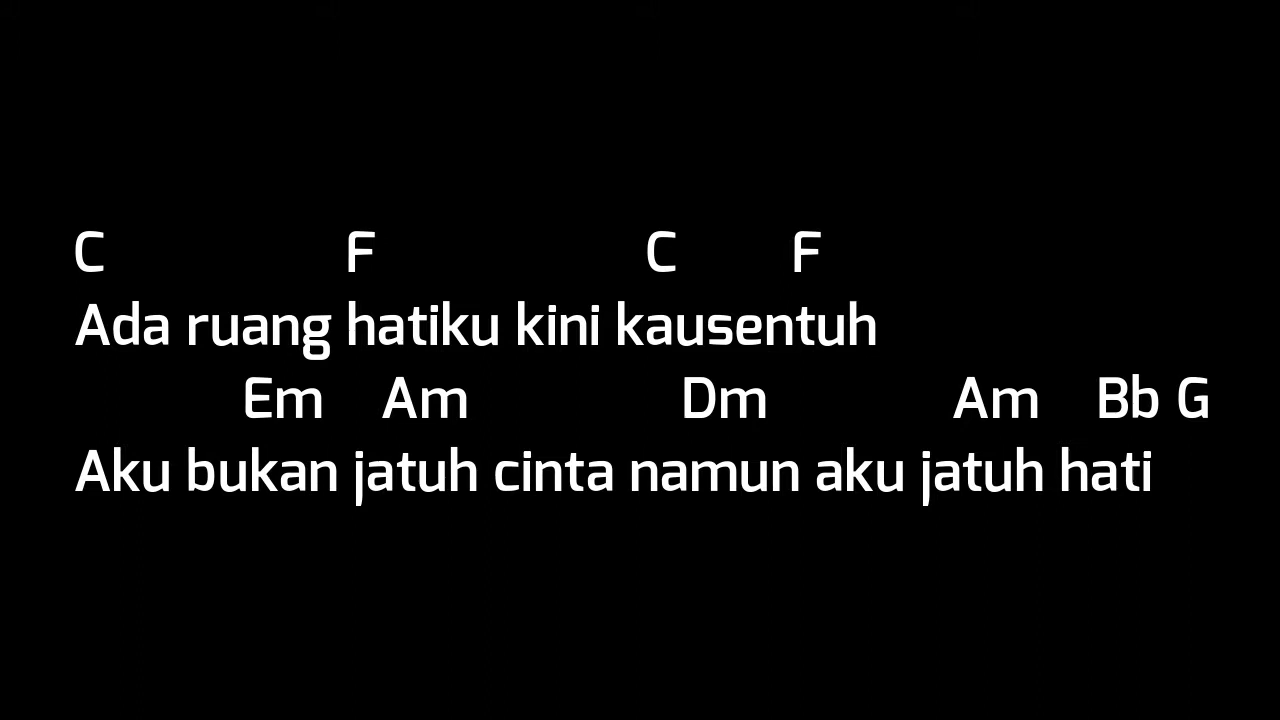 C F C F
Ada ruang hatiku kini kausentuh
Em Am Dm Am Bb G
Aku bukan jatuh cinta namun aku jatuh hati